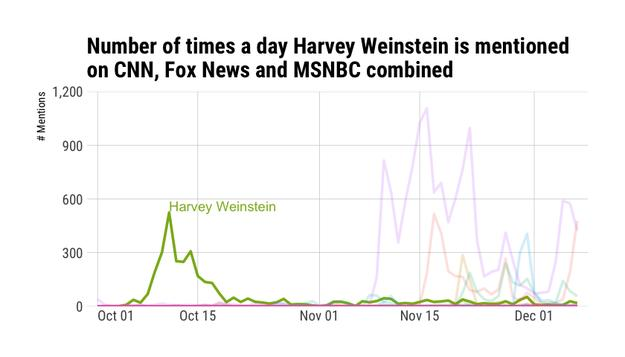 Number of times a day Harvey Weinstein is mentioned
on CNN, Fox News and MSNBC combined
# Mentions
1,200
900
600
300
0
Harvey Weinstein
Oct 01 Oct 15 Nov 01 Nov 15 Dec 01